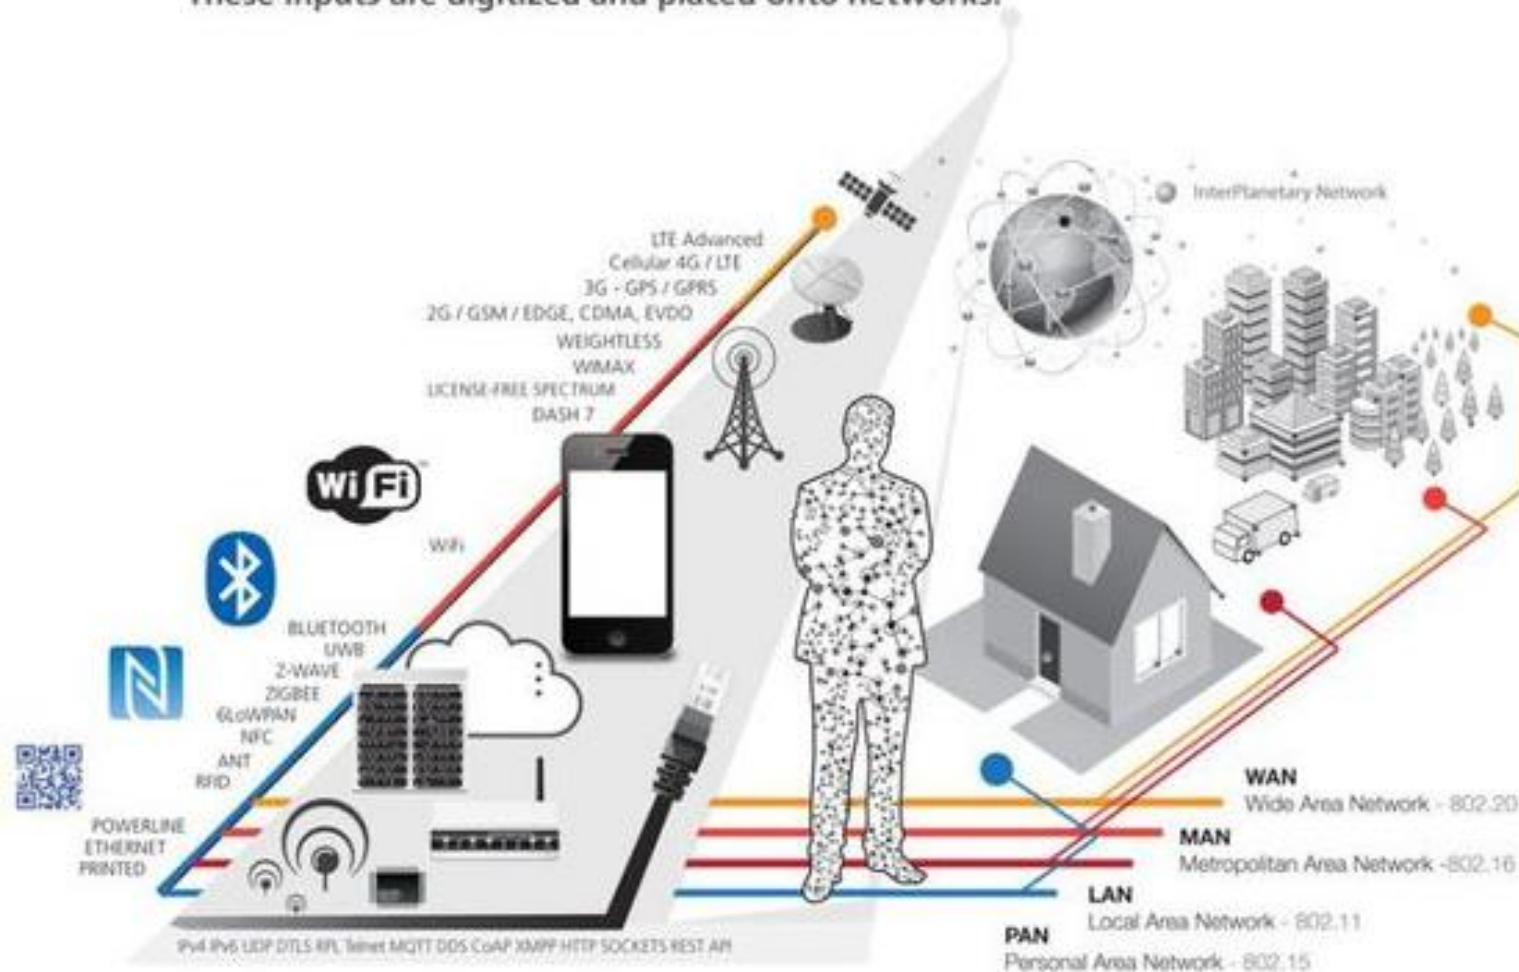 These inputs are digitized and placed onto networks.
InterPlanetary Network
LTE Advanced
Cellular 4G / LTE
3G - GPS / GPRS
2G / GSM / EDGE, CDMA, EVDO
WEIGHTLESS
WIMAX
LICENSE-FREE SPECTRUM
DASH 7
WiFi
WiFi
BLUETOOTH
UWB
Z-WAVE
ZIGBEE
6LoWPAN
NFC
ANT
RFID
POWERLINE
ETHERNET
PRINTED
IPv4 IPv6 UDP DTLS RPL Telnet MQTT DDS CoAP XMPP HTTP SOCKETS REST API
WAN
Wide Area Network - 802.20
MAN
Metropolitan Area Network -802.16
LAN
Local Area Network - 802.11
PAN
Personal Area Network - 802.15